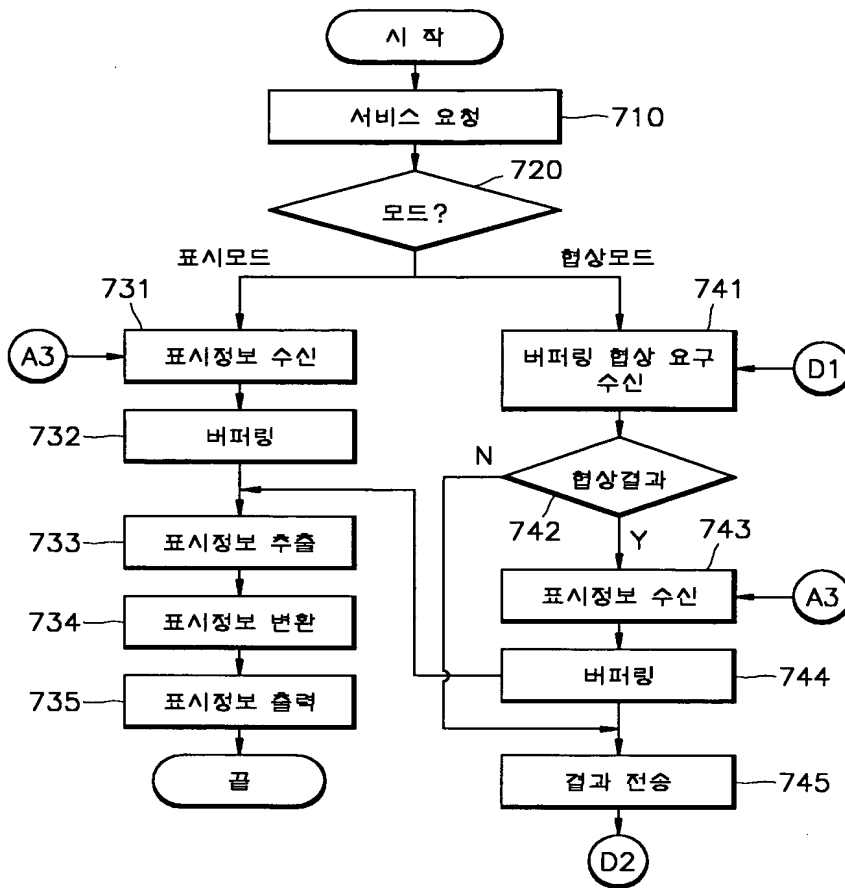 시 작
서비스 요청
710
720
모드?
표시모드
협상모드
731
741
A3
표시정보 수신
버퍼링 협상 요구
수신
D1
732
버퍼링
N
협상결과
742
Y
743
733
표시정보 추출
표시정보 수신
A3
734
표시정보 변환
버퍼링
744
735
표시정보 출력
끝
결과 전송
745
D2